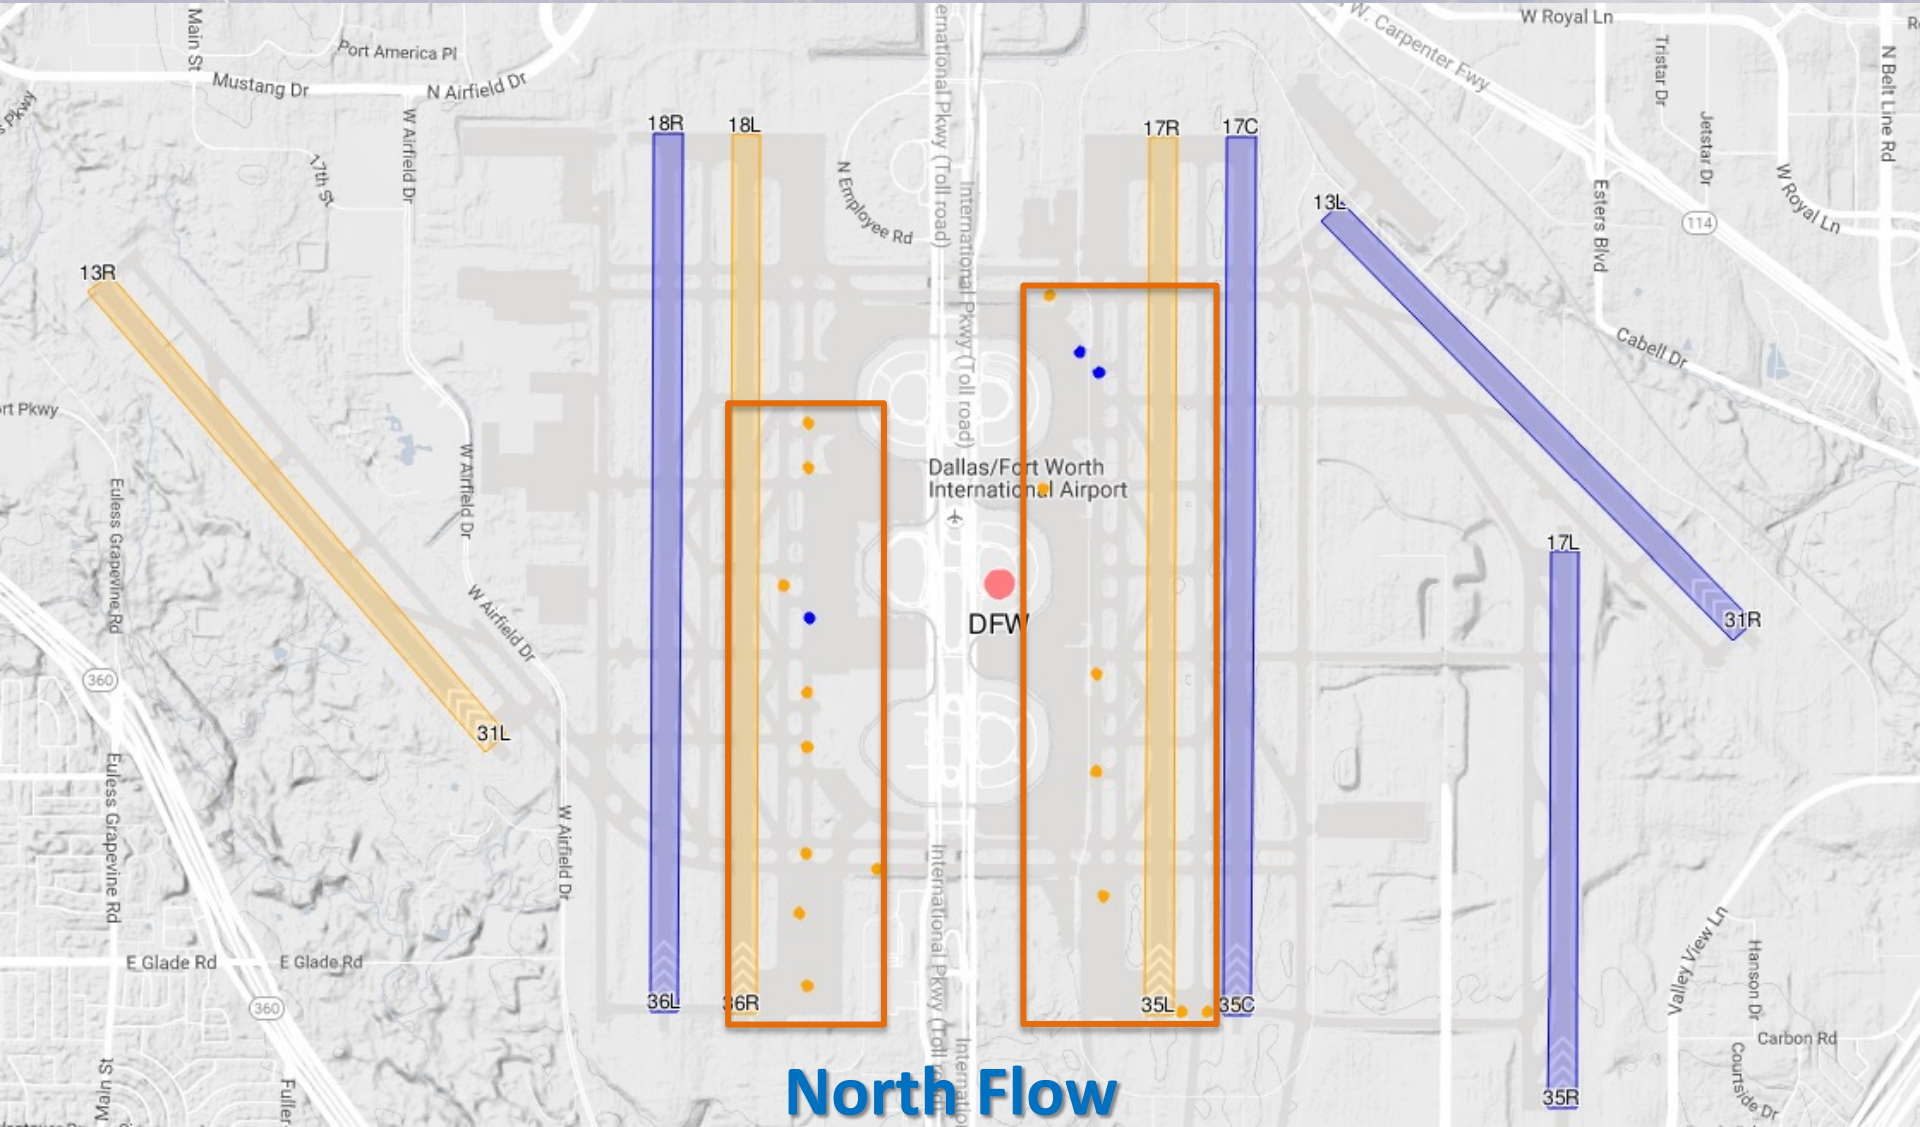 Main St
Port America Pl
Mustang Dr
N Airfield Dr
W Airfield Dr
17th St
18R
18L
N Employee Rd
International Pkwy (Toll road)
17R
17C
W. Carpenter Fwy
W Royal Ln
Tristar Dr
Jetstar Dr
N Belt Line Rd
W Royal Ln
Esters Blvd
114
13L
Cabell Dr
13R
31L
31R
17L
W Airfield Dr
W Airfield Dr
W Airfield Dr
Euless Grapevine Rd
Euless Grapevine Rd
360
360
Dallas/Fort Worth
International Airport
DFW
E Glade Rd
E Glade Rd
36L
36R
35L
35C
35R
International Pkwy (Toll
Valley View Ln
Hanson Dr
Carbon Rd
Courtside Dr
Main St
Fuller
North Flow